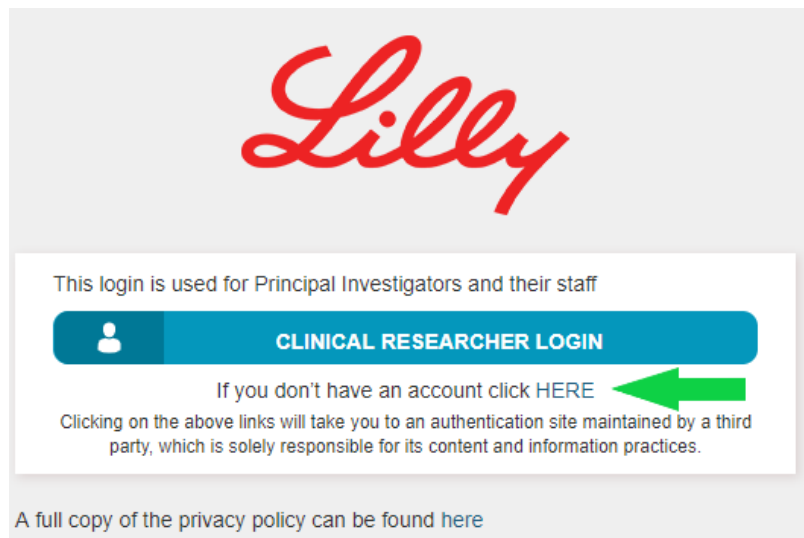 Lilly
This login is used for Principal Investigators and their staff
CLINICAL RESEARCHER LOGIN
If you don't have an account click HERE
Clicking on the above links will take you to an authentication site maintained by a third
party, which is solely responsible for its content and information practices.
A full copy of the privacy policy can be found here